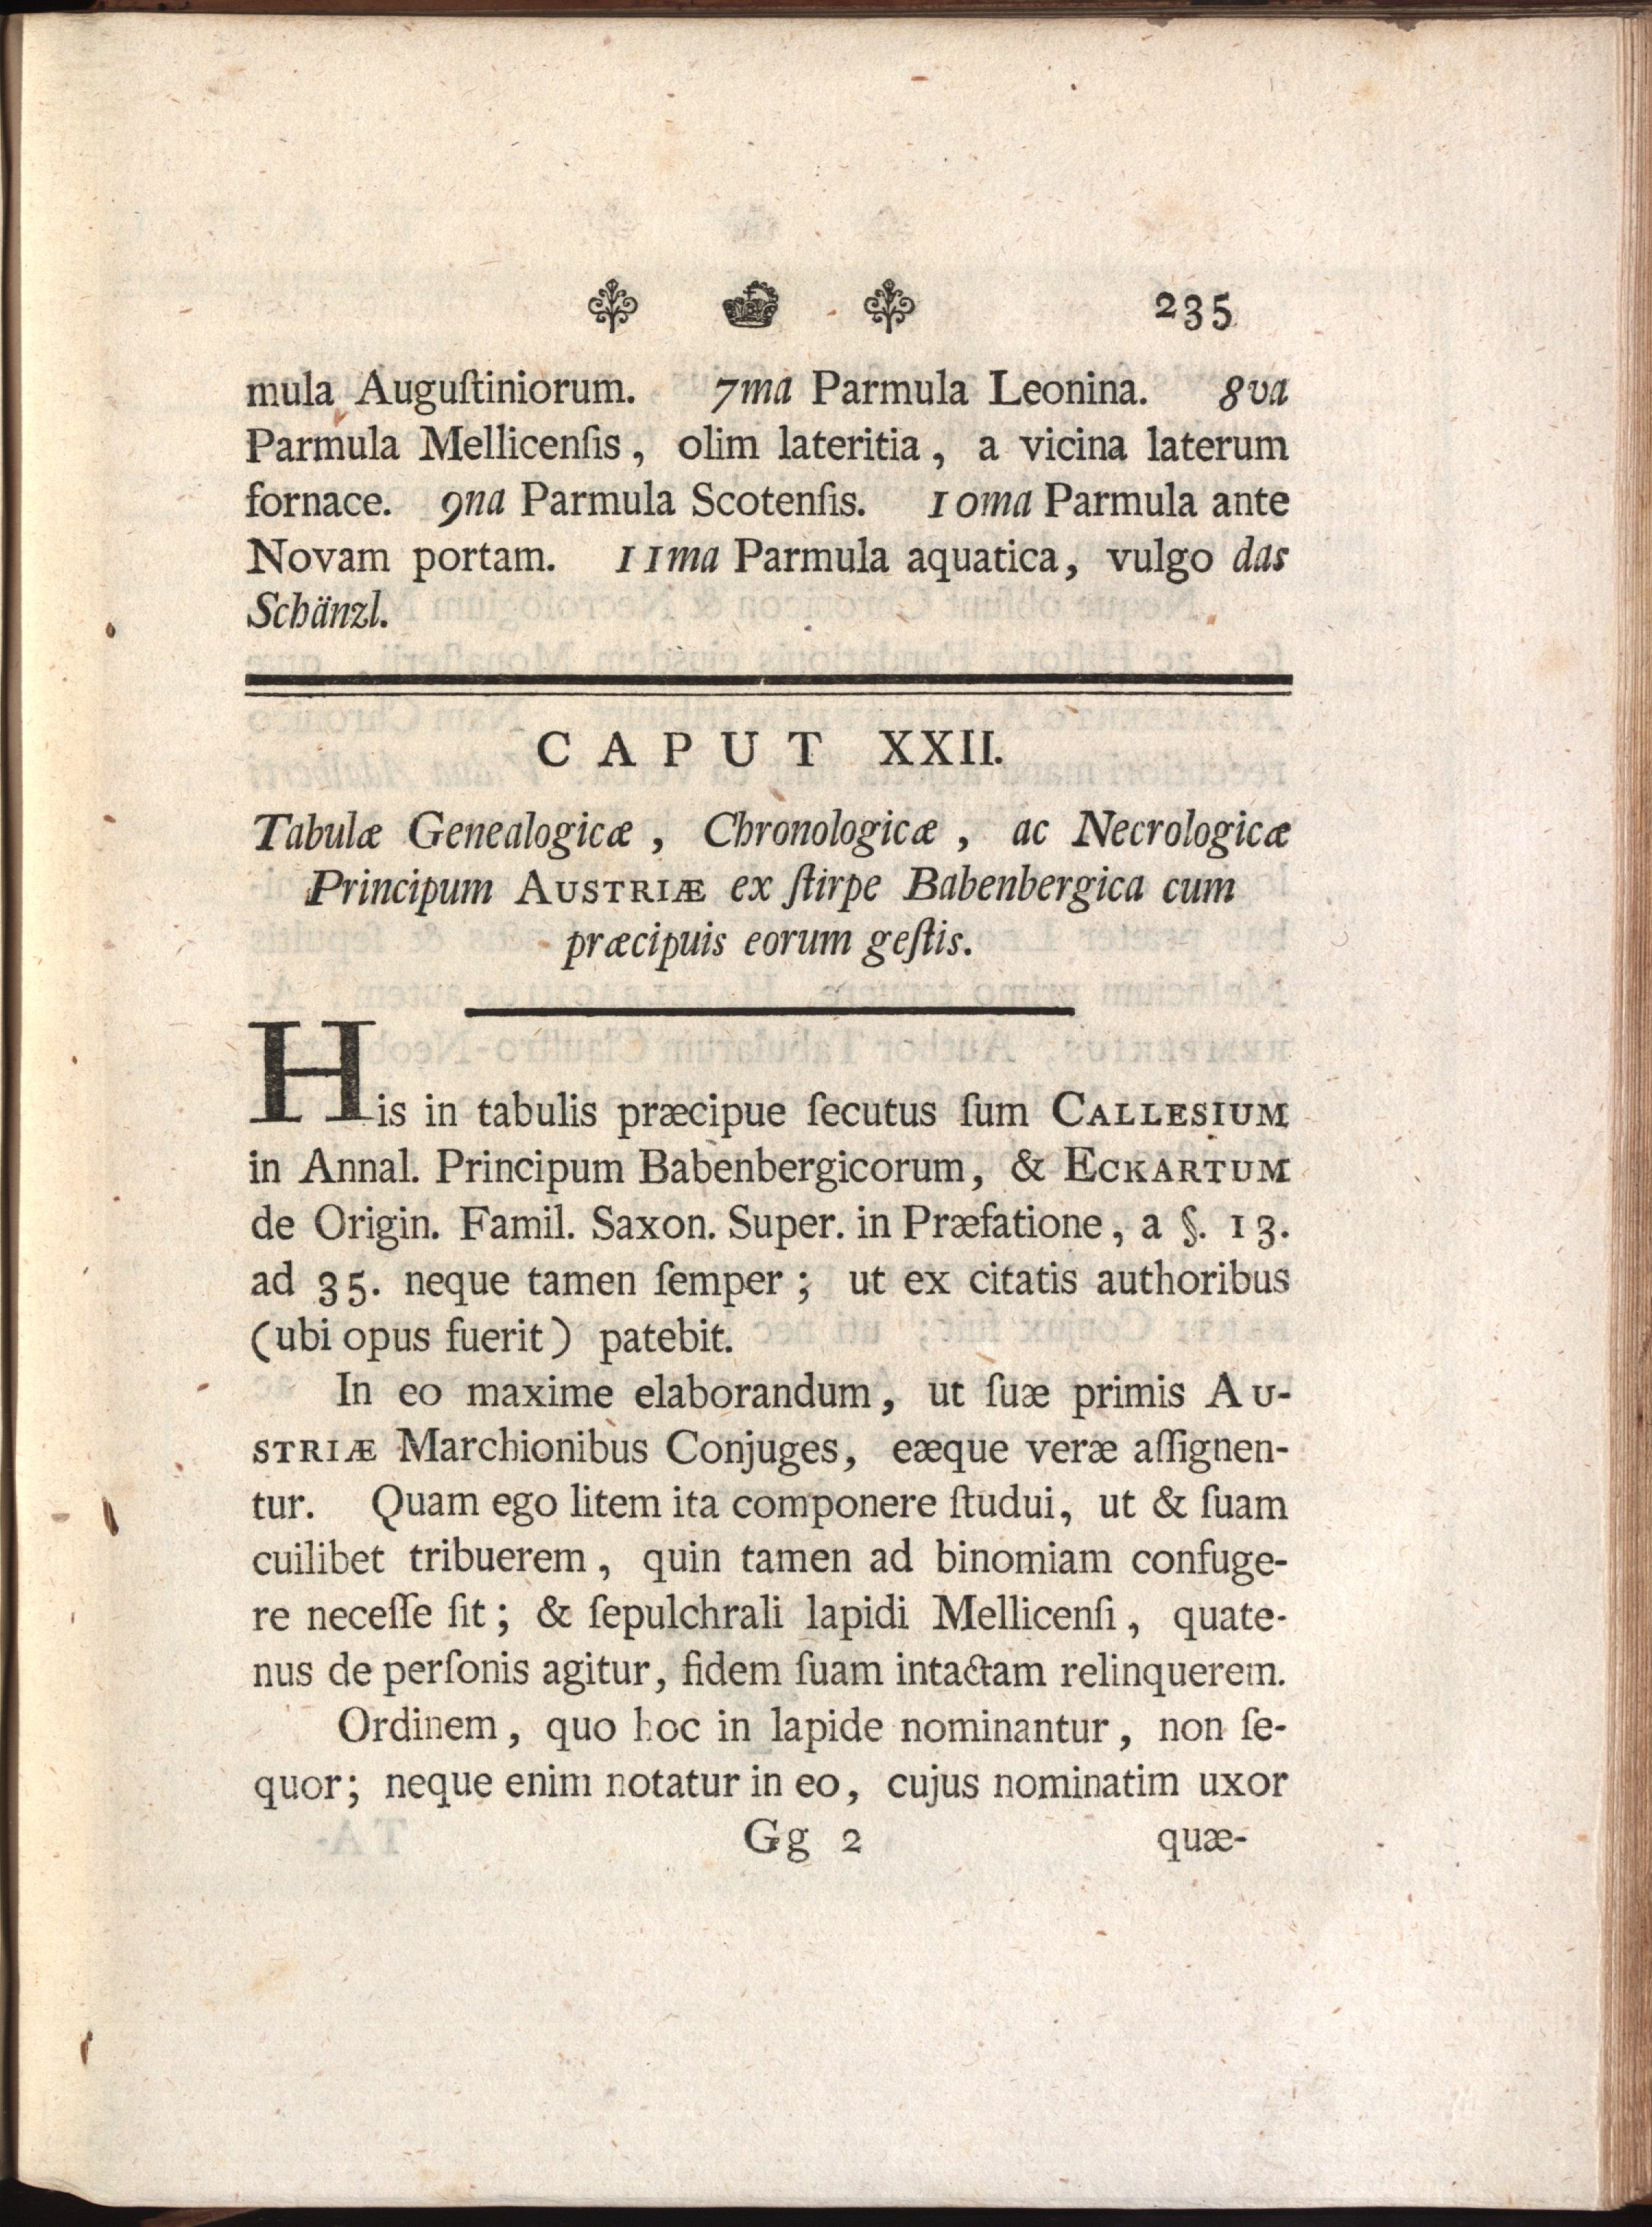 235
mula Auguſtiniorum. 7ma Parmula Leonina. 8va
Parmula Mellicenſis, olim lateritia, a vicina laterum
fornace. 9na Parmula Scotenſis. 10ma Parmula ante
Novam portam. 11ma Parmula aquatica, vulgo das
Schänzl.
CAPUT XXII.
Tabulæ Genealogicæ, Chronologicæ, ac Necrologicæ
Principum AUSTRIÆ ex ſtirpe Babenbergica cum
præcipuis eorum geſtis.
His in tabulis præcipue ſecutus ſum CALLESIUM
in Annal. Principum Babenbergicorum, & ECKARTUM
de Origin. Famil. Saxon. Super. in Præfatione, a §. 13.
ad 35. neque tamen ſemper; ut ex citatis authoribus
(ubi opus fuerit) patebit.
In eo maxime elaborandum, ut ſuæ primis AU-
STRIÆ Marchionibus Conjuges, eæque veræ aſſignen-
tur. Quam ego litem ita componere ſtudui, ut & ſuam
cuilibet tribuerem, quin tamen ad binomiam confuge-
re neceſſe ſit; & ſepulchrali lapidi Mellicenſi, quate-
nus de perſonis agitur, fidem ſuam intactam relinquerem.
Ordinem, quo hoc in lapide nominantur, non ſe-
quor; neque enim notatur in eo, cujus nominatim uxor
Gg 2 quæ-